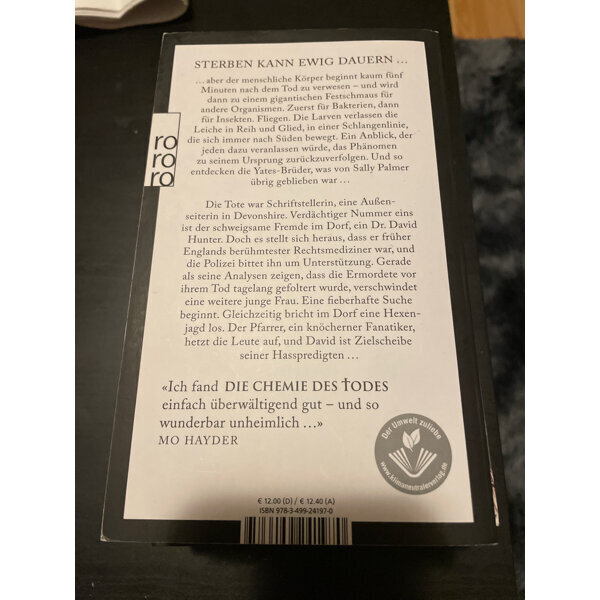 STERBEN KANN EWIG DAUERN ...
... aber der menschliche Körper beginnt kaum fünf
Minuten nach dem Tod zu verwesen – und wird
dann zu einem gigantischen Festschmaus für
andere Organismen. Zuerst für Bakterien, dann
für Insekten. Fliegen. Die Larven verlassen die
Leiche in Reih und Glied, in einer Schlangenlinie,
die sich immer nach Süden bewegt. Ein Anblick, der
jeden dazu veranlassen würde, das Phänomen
zu seinem Ursprung zurückzuverfolgen. Und so
entdecken die Yates-Brüder, was von Sally Palmer
übrig geblieben war ...
ro
ro
ro
Die Tote war Schriftstellerin, eine Außen-
seiterin in Devonshire. Verdächtiger Nummer eins
ist der schweigsame Fremde im Dorf, ein Dr. David
Hunter. Doch es stellt sich heraus, dass er früher
Englands berühmtester Rechtsmediziner war, und
die Polizei bittet ihn um Unterstützung. Gerade
als seine Analysen zeigen, dass die Ermordete vor
ihrem Tod tagelang gefoltert wurde, verschwindet
eine weitere junge Frau. Eine fieberhafte Suche
beginnt. Gleichzeitig bricht im Dorf eine Hexen-
jagd los. Der Pfarrer, ein knöcherner Fanatiker,
hetzt die Leute auf, und David ist Zielscheibe
seiner Hasspredigten ...
«Ich fand DIE CHEMIE DES TODES
einfach überwältigend gut – und so
wunderbar unheimlich ...»
MO HAYDER
Der Umwelt zuliebe
www.klimaneutralerverlag.de
€ 12.00 (D) / € 12.40 (A)
ISBN 978-3-499-24197-0